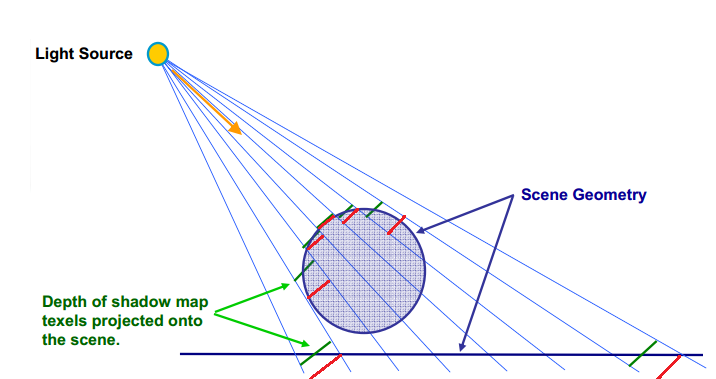 Light Source
Scene Geometry
Depth of shadow map
texels projected onto
the scene.